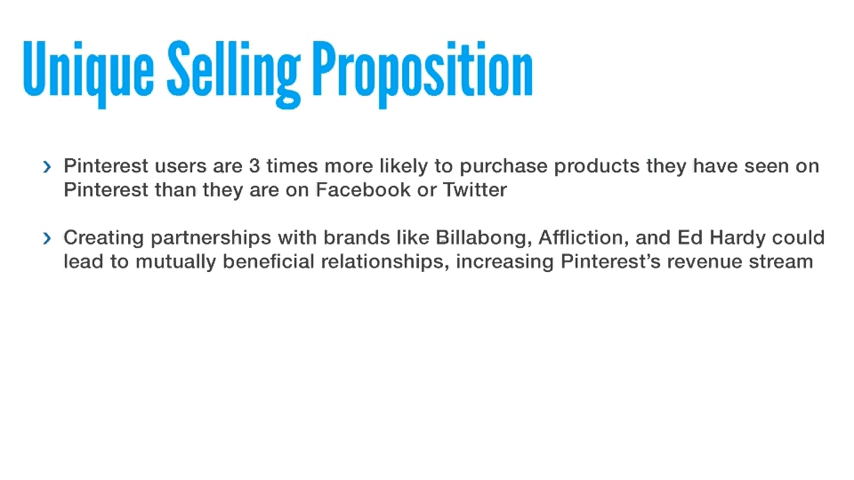 Unique Selling Proposition
› Pinterest users are 3 times more likely to purchase products they have seen on
Pinterest than they are on Facebook or Twitter
› Creating partnerships with brands like Billabong, Affliction, and Ed Hardy could
lead to mutually beneficial relationships, increasing Pinterest’s revenue stream